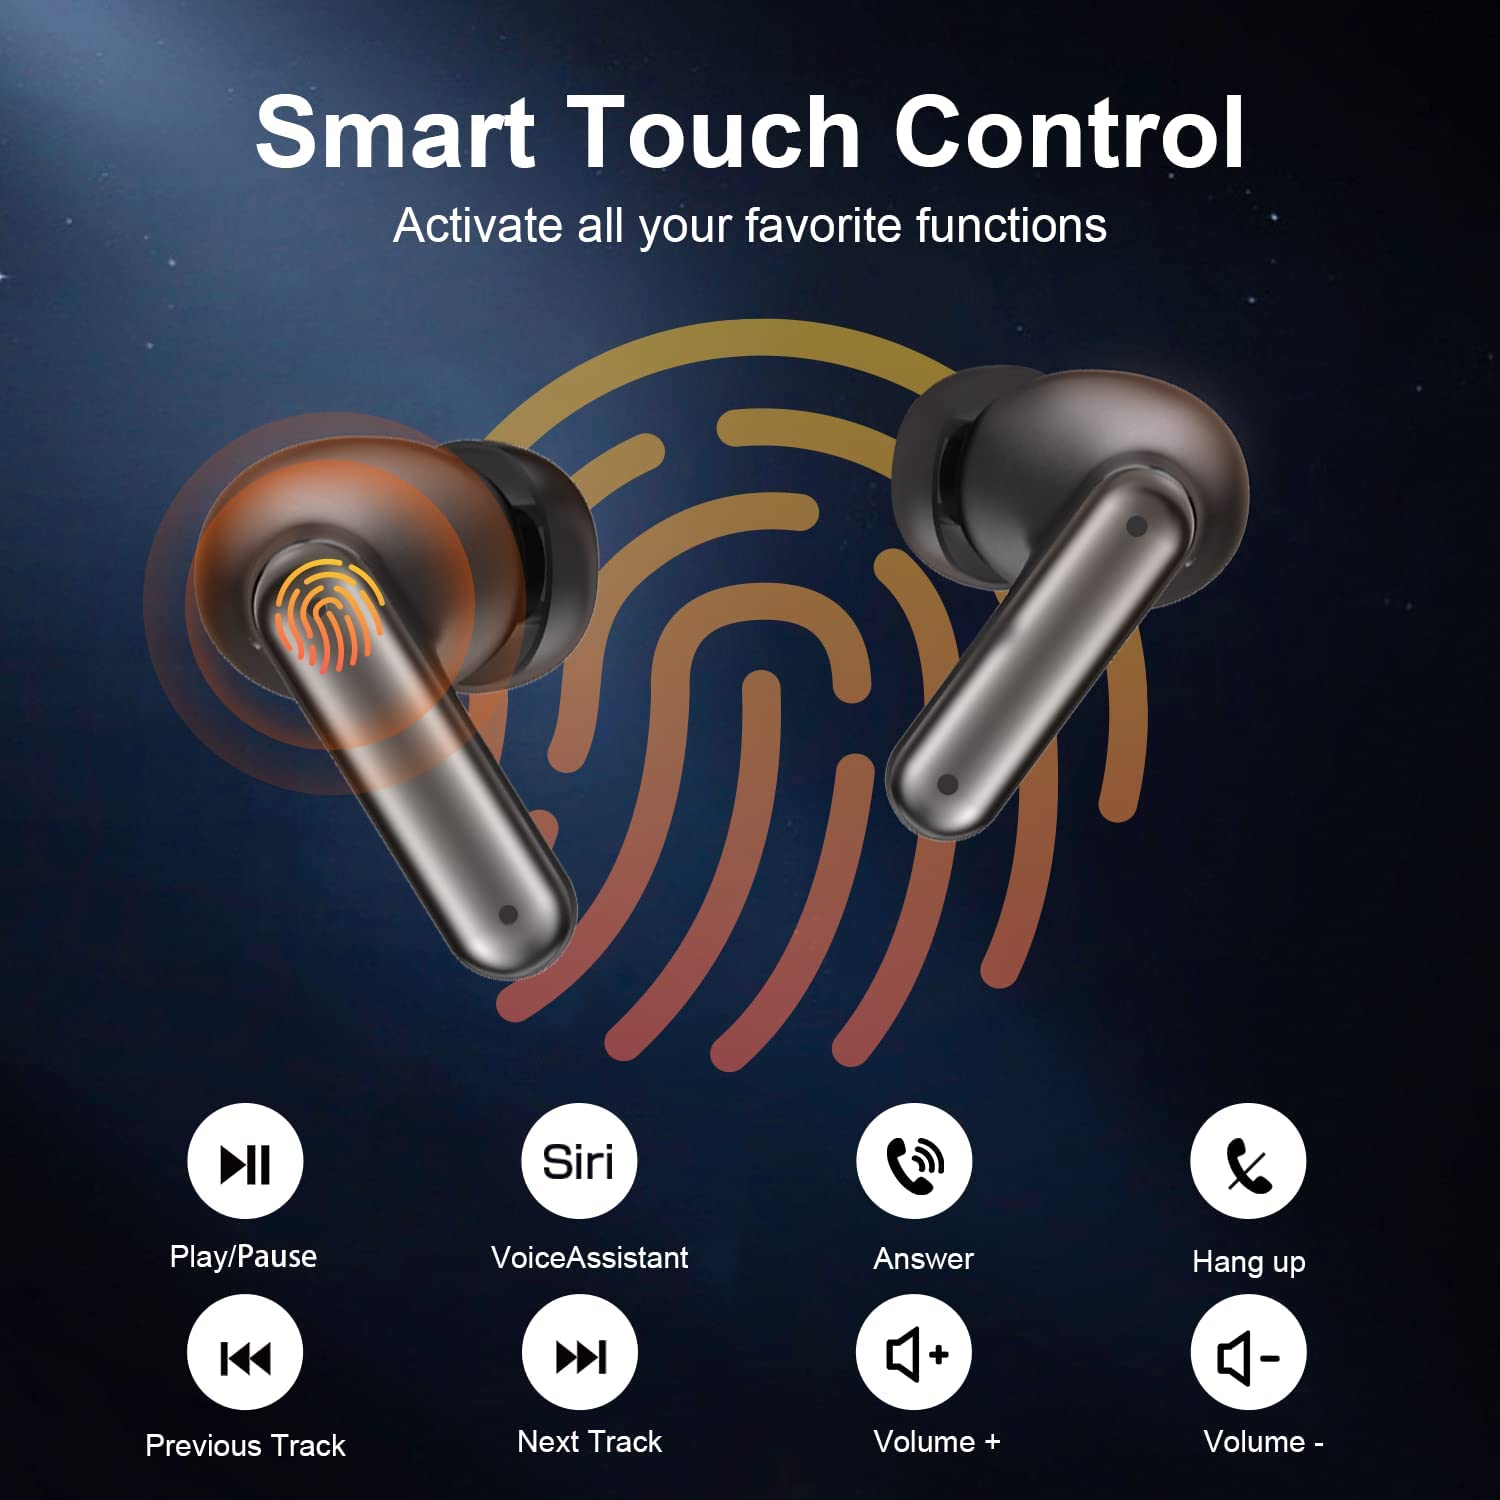 Smart Touch Control
Activate all your favorite functions
Siri
Play/Pause
VoiceAssistant
Answer
Hang up
Previous Track
Next Track
Volume +
Volume -